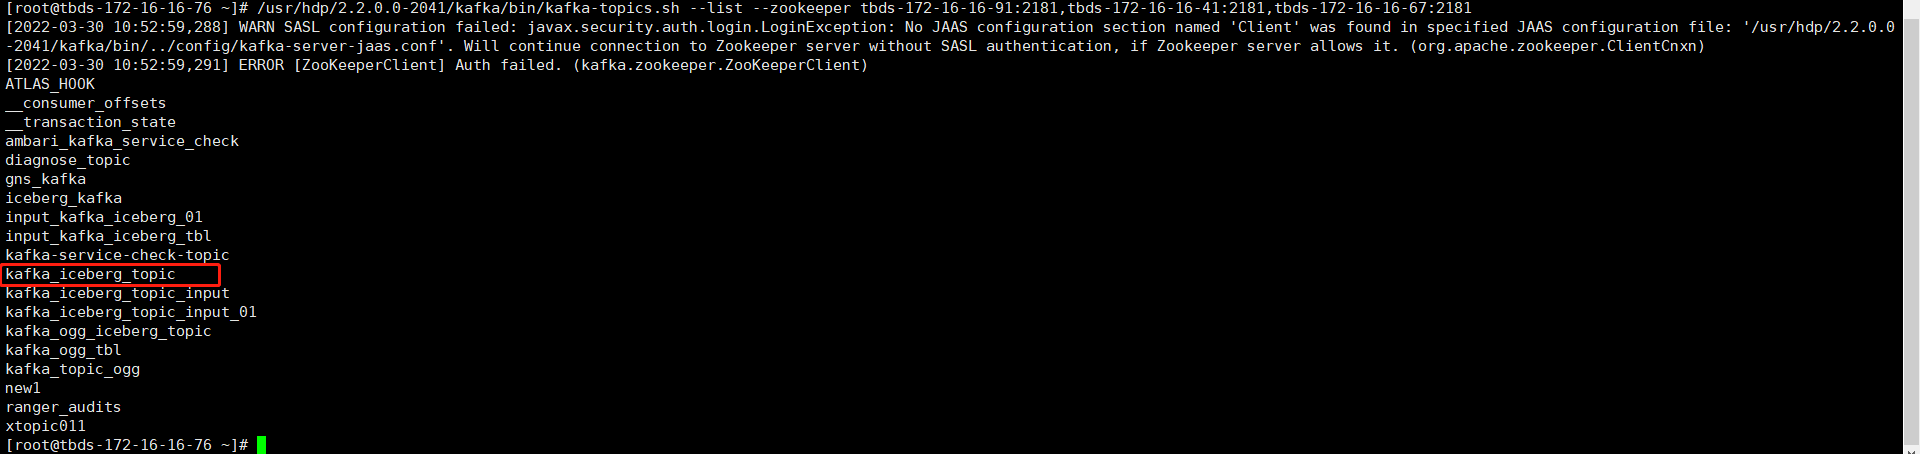 [root@tbds-172-16-16-76 ~]# /usr/hdp/2.2.0.0-2041/kafka/bin/kafka-topics.sh --list --zookeeper tbds-172-16-16-91:2181,tbds-172-16-16-41:2181,tbds-172-16-16-67:2181
[2022-03-30 10:52:59,288] WARN SASL configuration failed: javax.security.auth.login.LoginException: No JAAS configuration section named 'Client' was found in specified JAAS configuration file: '/usr/hdp/2.2.0.0
-2041/kafka/bin/../config/kafka-server-jaas.conf'. Will continue connection to Zookeeper server without SASL authentication, if Zookeeper server allows it. (org.apache.zookeeper.ClientCnxn)
[2022-03-30 10:52:59,291] ERROR [ZooKeeperClient] Auth failed. (kafka.zookeeper.ZooKeeperClient)
ATLAS_HOOK
__consumer_offsets
__transaction_state
ambari_kafka_service_check
diagnose_topic
gns_kafka
iceberg_kafka
input_kafka_iceberg_01
input_kafka_iceberg_tbl
kafka-service-check-topic
kafka_iceberg_topic
kafka_iceberg_topic_input
kafka_iceberg_topic_input_01
kafka_ogg_iceberg_topic
kafka_ogg_tbl
kafka_topic_ogg
new1
ranger_audits
xtopic011
[root@tbds-172-16-16-76 ~]#